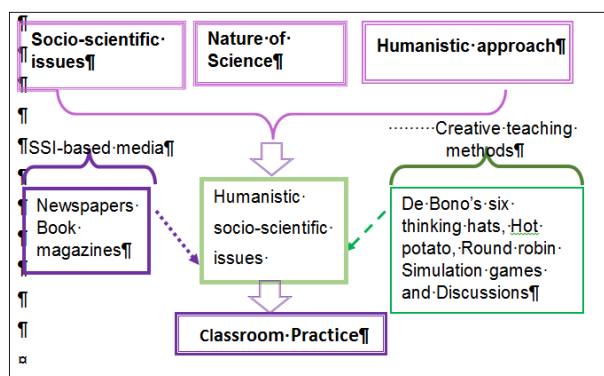 Socio-scientific
issues¶
Nature of
Science¶
Humanistic approach¶
SSI-based media¶
Creative teaching
methods¶
Newspapers
Book
magazines¶
Humanistic
socio-scientific
issues
De Bono's six
thinking hats, Hot
potato, Round robin
Simulation games
and Discussions¶
Classroom Practice¶